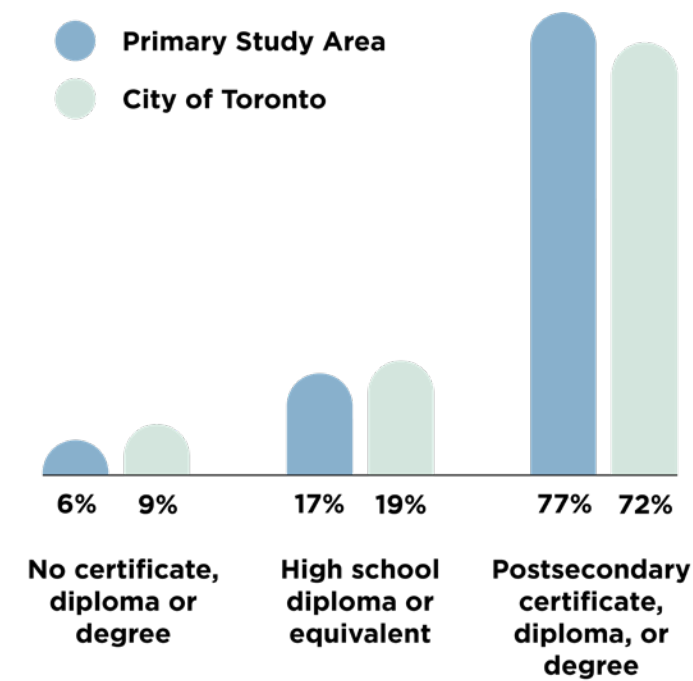 Primary Study Area
City of Toronto
6% 9% 17% 19% 77% 72%
No certificate,
diploma or
degree
High school
diploma or
equivalent
Postsecondary
certificate,
diploma, or
degree